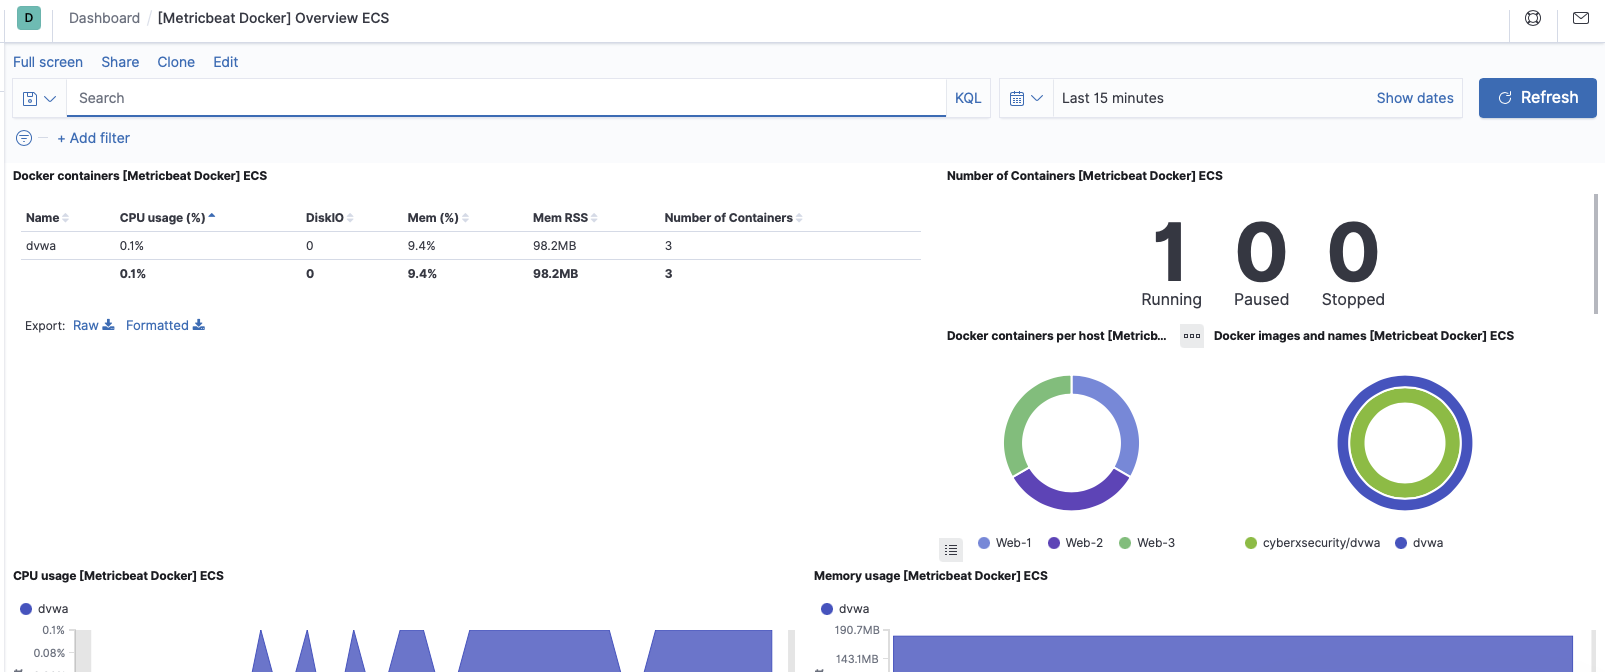 D Dashboard / [Metricbeat Docker] Overview ECS
Full screen Share Clone Edit
Search KQL Last 15 minutes Show dates Refresh
+ Add filter
Docker containers [Metricbeat Docker] ECS
Name CPU usage (%) DiskIO Mem (%) Mem RSS Number of Containers
dvwa 0.1% 0 9.4% 98.2MB 3
0.1% 0 9.4% 98.2MB 3
Export: Raw Formatted
Number of Containers [Metricbeat Docker] ECS
1 0 0
Running Paused Stopped
Docker containers per host [Metricb...
Docker images and names [Metricbeat Docker] ECS
Web-1 Web-2 Web-3
cyberxsecurity/dvwa dvwa
CPU usage [Metricbeat Docker] ECS
dvwa
0.1%
0.08%
Memory usage [Metricbeat Docker] ECS
dvwa
190.7MB
143.1MB